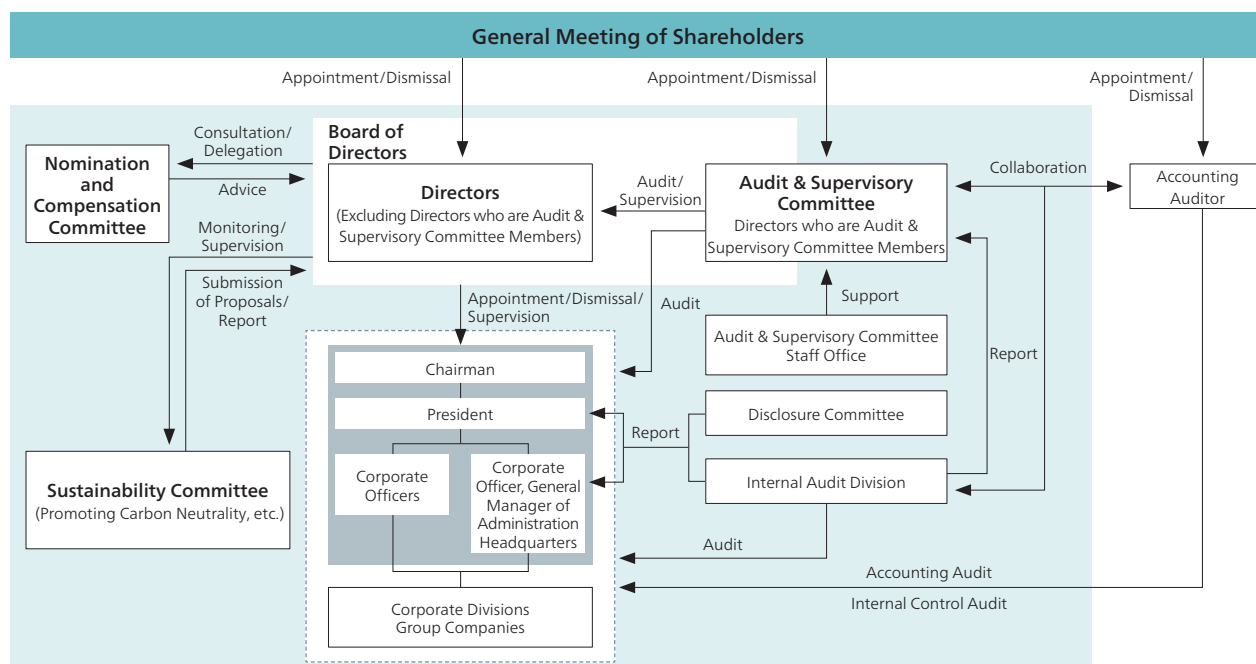 General Meeting of Shareholders
Appointment/Dismissal
Appointment/Dismissal
Appointment/
Dismissal
Consultation/
Delegation
Board of
Directors
Nomination
and
Compensation
Committee
Advice
Directors
(Excluding Directors who are Audit &
Supervisory Committee Members)
Audit/
Supervision
Audit & Supervisory
Committee
Directors who are Audit &
Supervisory Committee Members
Collaboration
Accounting
Auditor
Monitoring/
Supervision
Submission
of Proposals/
Report
Appointment/Dismissal/
Supervision
Audit
Support
Audit & Supervisory Committee
Staff Office
Report
Chairman
President
Disclosure Committee
Report
Corporate
Officers
Corporate
Officer, General
Manager of
Administration
Headquarters
Internal Audit Division
Sustainability Committee
(Promoting Carbon Neutrality, etc.)
Audit
Accounting Audit
Internal Control Audit
Corporate Divisions
Group Companies